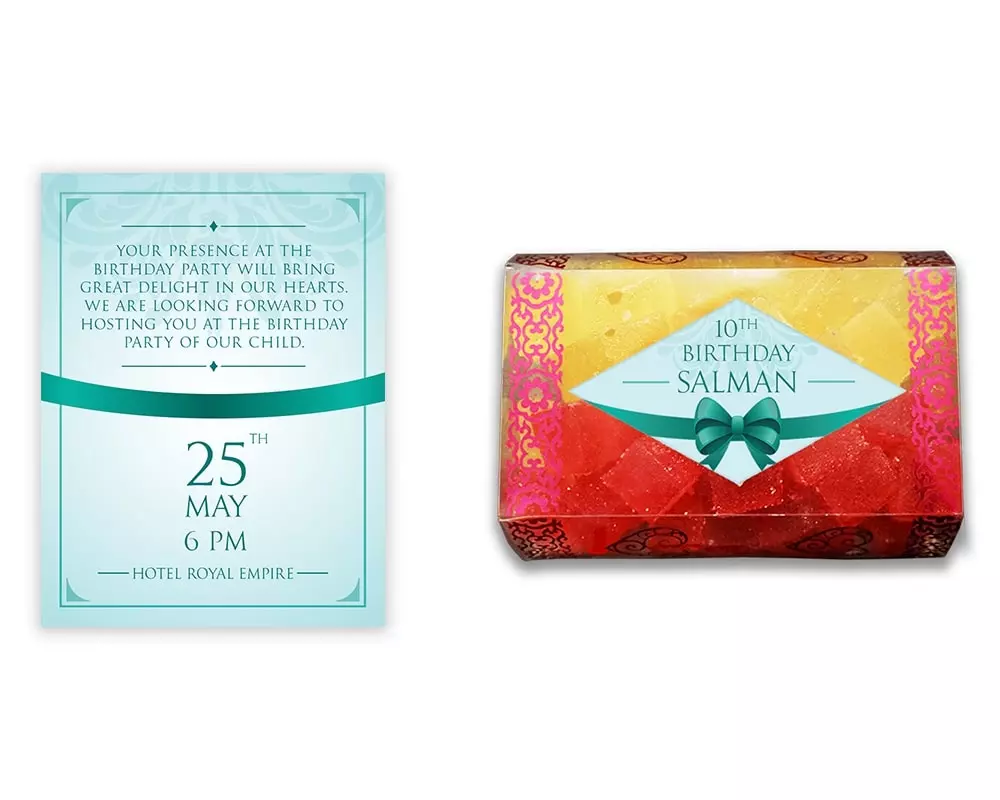 YOUR PRESENCE AT THE
BIRTHDAY PARTY WILL BRING
GREAT DELIGHT IN OUR HEARTS.
WE ARE LOOKING FORWARD TO
HOSTING YOU AT THE BIRTHDAY
PARTY OF OUR CHILD.
25TH
MAY
6 PM
HOTEL ROYAL EMPIRE
10TH
BIRTHDAY
SALMAN